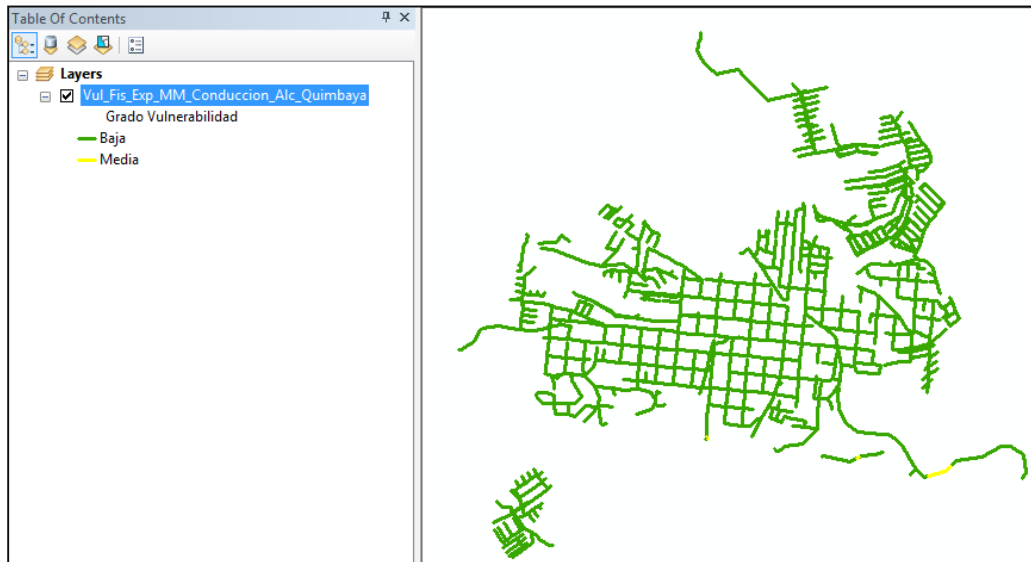 Table Of Contents
Layers
Vul_Fis_Exp_MM_Conduccion_Alc_Quimbaya
Grado Vulnerabilidad
Baja
Media